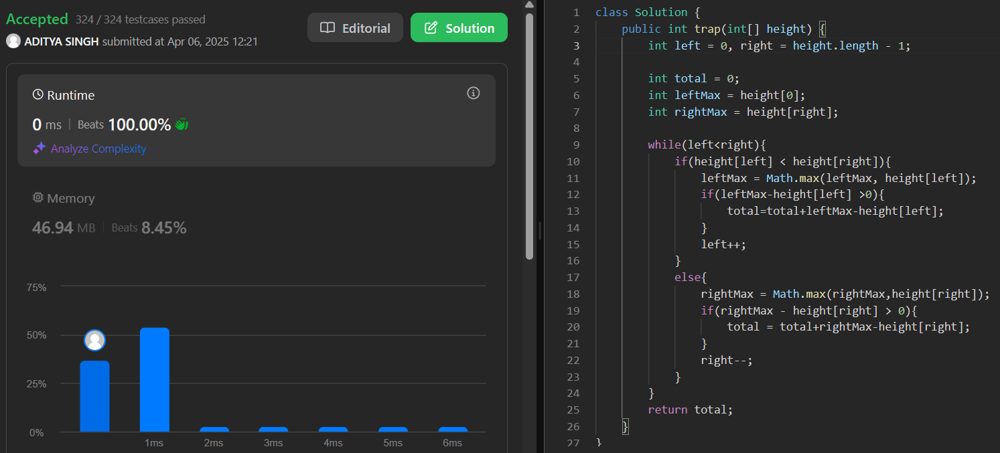 Accepted 324 / 324 testcases passed
Editorial
Solution
ADITYA SINGH submitted at Apr 06, 2025 12:21
Runtime
0 ms | Beats 100.00%
Analyze Complexity
Memory
46.94 MB | Beats 8.45%
75%
50%
25%
0%
1ms 2ms 3ms 4ms 5ms 6ms
1 class Solution {
2 public int trap(int[] height) {
3 int left = 0, right = height.length - 1;
4
5 int total = 0;
6 int leftMax = height[0];
7 int rightMax = height[right];
8
9 while(left<right){
10 if(height[left] < height[right]){
11 leftMax = Math.max(leftMax, height[left]);
12 if(leftMax-height[left] >0){
13 total=total+leftMax-height[left];
14 }
15 left++;
16 }
17 else{
18 rightMax = Math.max(rightMax,height[right]);
19 if(rightMax - height[right] > 0){
20 total = total+rightMax-height[right];
21 }
22 right--;
23 }
24 }
25 return total;
26 }
27 }